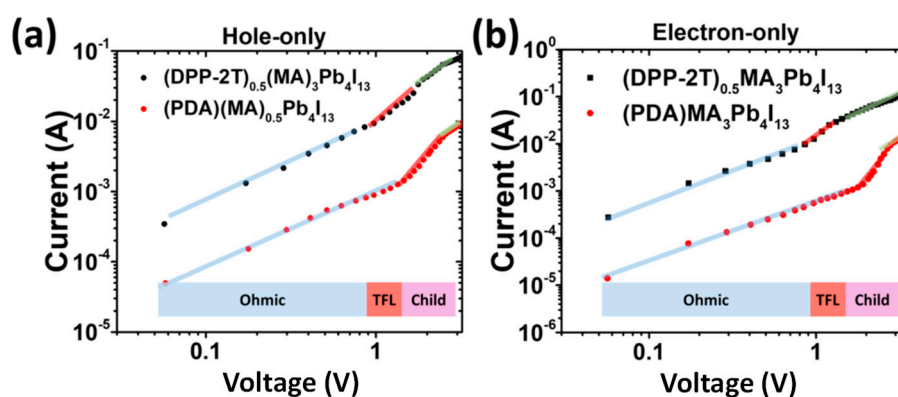 (a)
Hole-only
Current (A)
10⁻¹
10⁻²
10⁻³
10⁻⁴
10⁻⁵
(DPP-2T)₀.₅(MA)₃Pb₄I₁₃
(PDA)(MA)₀.₅Pb₄I₁₃
Ohmic TFL Child
0.1 1
Voltage (V)
(b)
Electron-only
Current (A)
10⁰
10⁻¹
10⁻²
10⁻³
10⁻⁴
10⁻⁵
10⁻⁶
(DPP-2T)₀.₅MA₃Pb₄I₁₃
(PDA)MA₃Pb₄I₁₃
Ohmic TFL Child
0.1 1
Voltage (V)